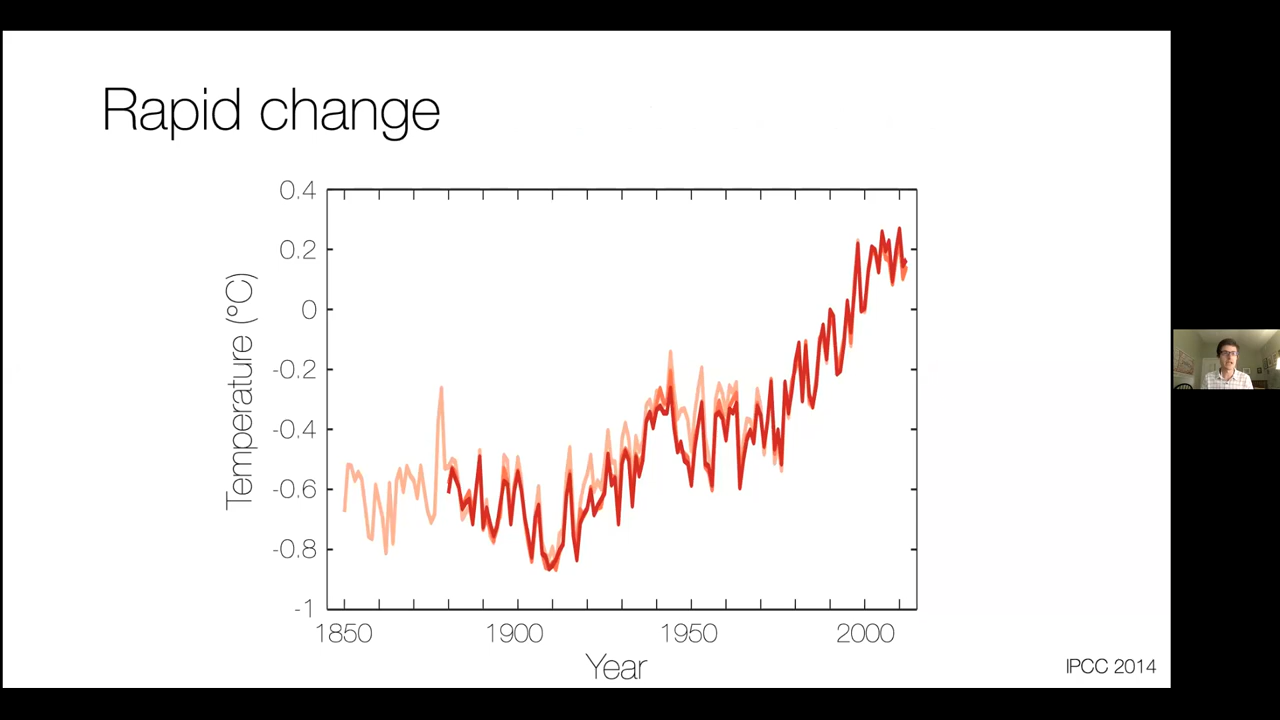 Rapid change
0.4
0.2
0
-0.2
-0.4
-0.6
-0.8
-1
Temperature (°C)
1850 1900 1950 2000
Year
IPCC 2014